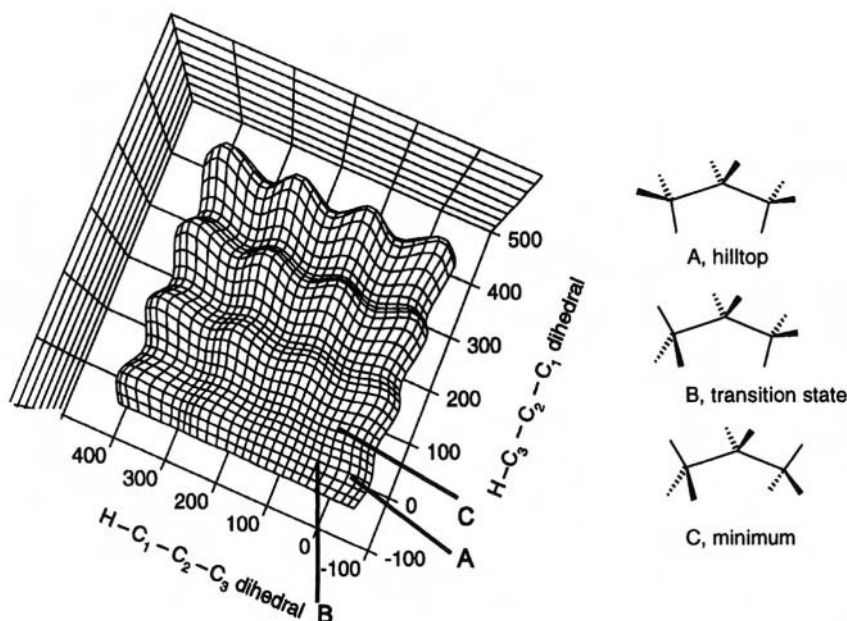 500
400
300
200
100
0
-100
H–C₃–C₂–C₁ dihedral
400
300
200
100
0
-100
H–C₁–C₂–C₃ dihedral
C
A
B
A, hilltop
B, transition state
C, minimum